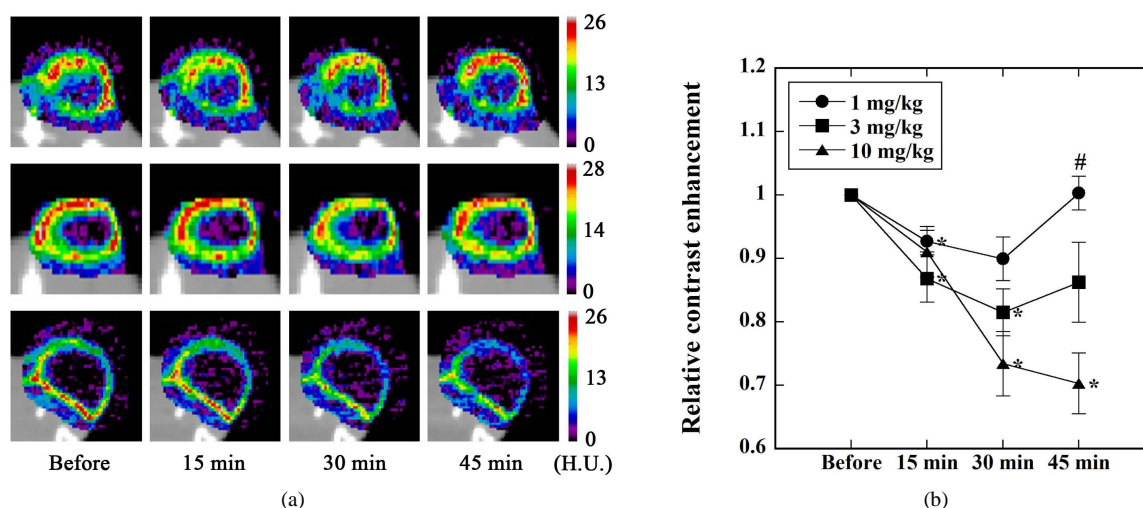 26
13
0
28
14
0
26
13
0
Before 15 min 30 min 45 min (H.U.)
(a)
Relative contrast enhancement
1.2
1.1
1
0.9
0.8
0.7
0.6
1 mg/kg
3 mg/kg
10 mg/kg
#
*
*
*
*
*
Before 15 min 30 min 45 min
(b)